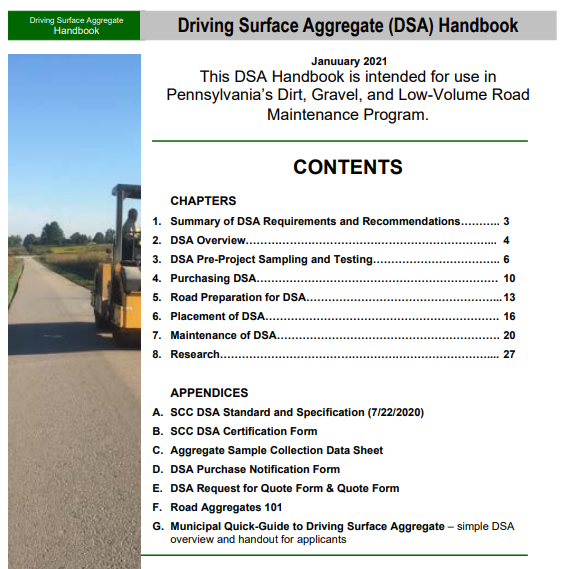 Driving Surface Aggregate
Handbook
Driving Surface Aggregate (DSA) Handbook
Januuary 2021
This DSA Handbook is intended for use in
Pennsylvania's Dirt, Gravel, and Low-Volume Road
Maintenance Program.
CONTENTS
CHAPTERS
1. Summary of DSA Requirements and Recommendations……….. 3
2. DSA Overview……………………………………………………... 4
3. DSA Pre-Project Sampling and Testing………………………….. 6
4. Purchasing DSA…………………………………………………… 10
5. Road Preparation for DSA………………………………………...13
6. Placement of DSA…………………………………………………. 16
7. Maintenance of DSA………………………………………………. 20
8. Research………………………………………………………….... 27
APPENDICES
A. SCC DSA Standard and Specification (7/22/2020)
B. SCC DSA Certification Form
C. Aggregate Sample Collection Data Sheet
D. DSA Purchase Notification Form
E. DSA Request for Quote Form & Quote Form
F. Road Aggregates 101
G. Municipal Quick-Guide to Driving Surface Aggregate – simple DSA
overview and handout for applicants